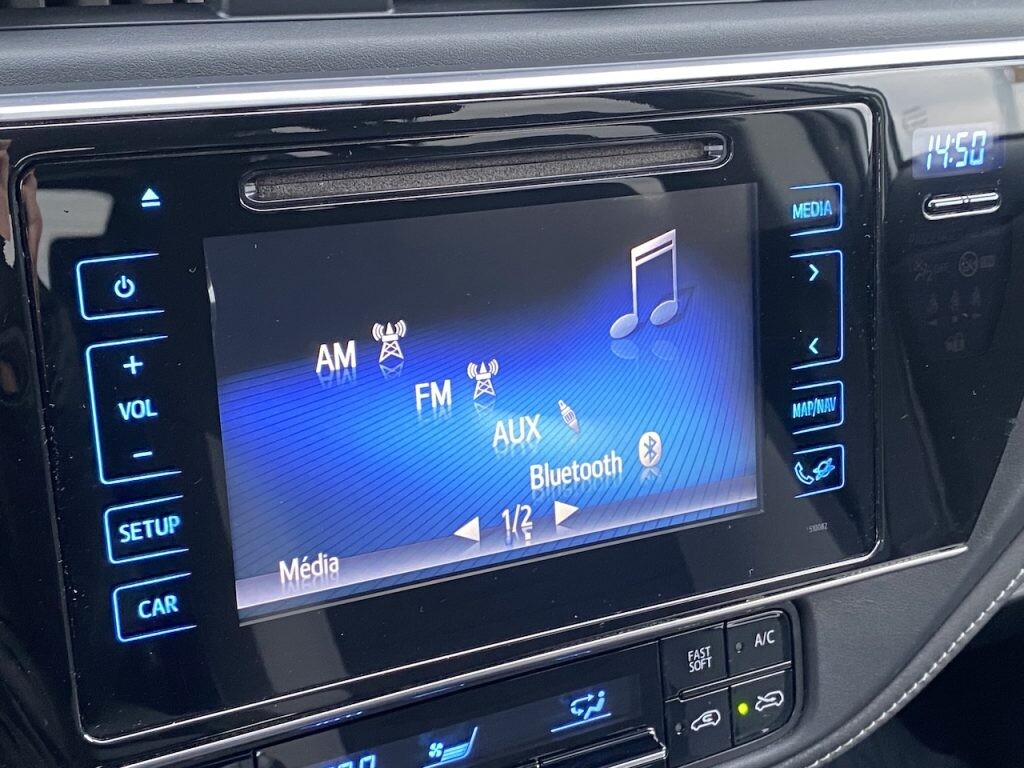 14:50
MEDIA
AM
VOL
FM
AUX
MAP/NAV
Bluetooth
1/2
SETUP
Média
CAR
FAST
SOFT
A/C